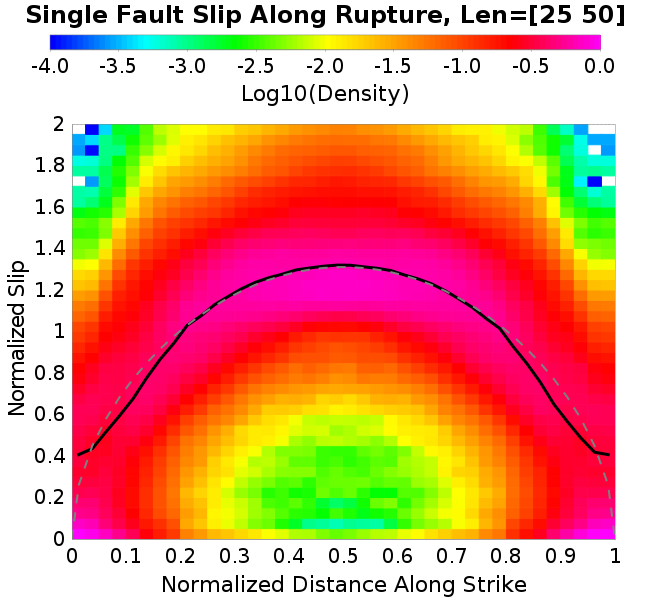 Single Fault Slip Along Rupture, Len=[25 50]
-4.0 -3.5 -3.0 -2.5 -2.0 -1.5 -1.0 -0.5 0.0
Log10(Density)
2
1.8
1.6
1.4
1.2
1
0.8
0.6
0.4
0.2
0
Normalized Slip
0 0.1 0.2 0.3 0.4 0.5 0.6 0.7 0.8 0.9 1
Normalized Distance Along Strike